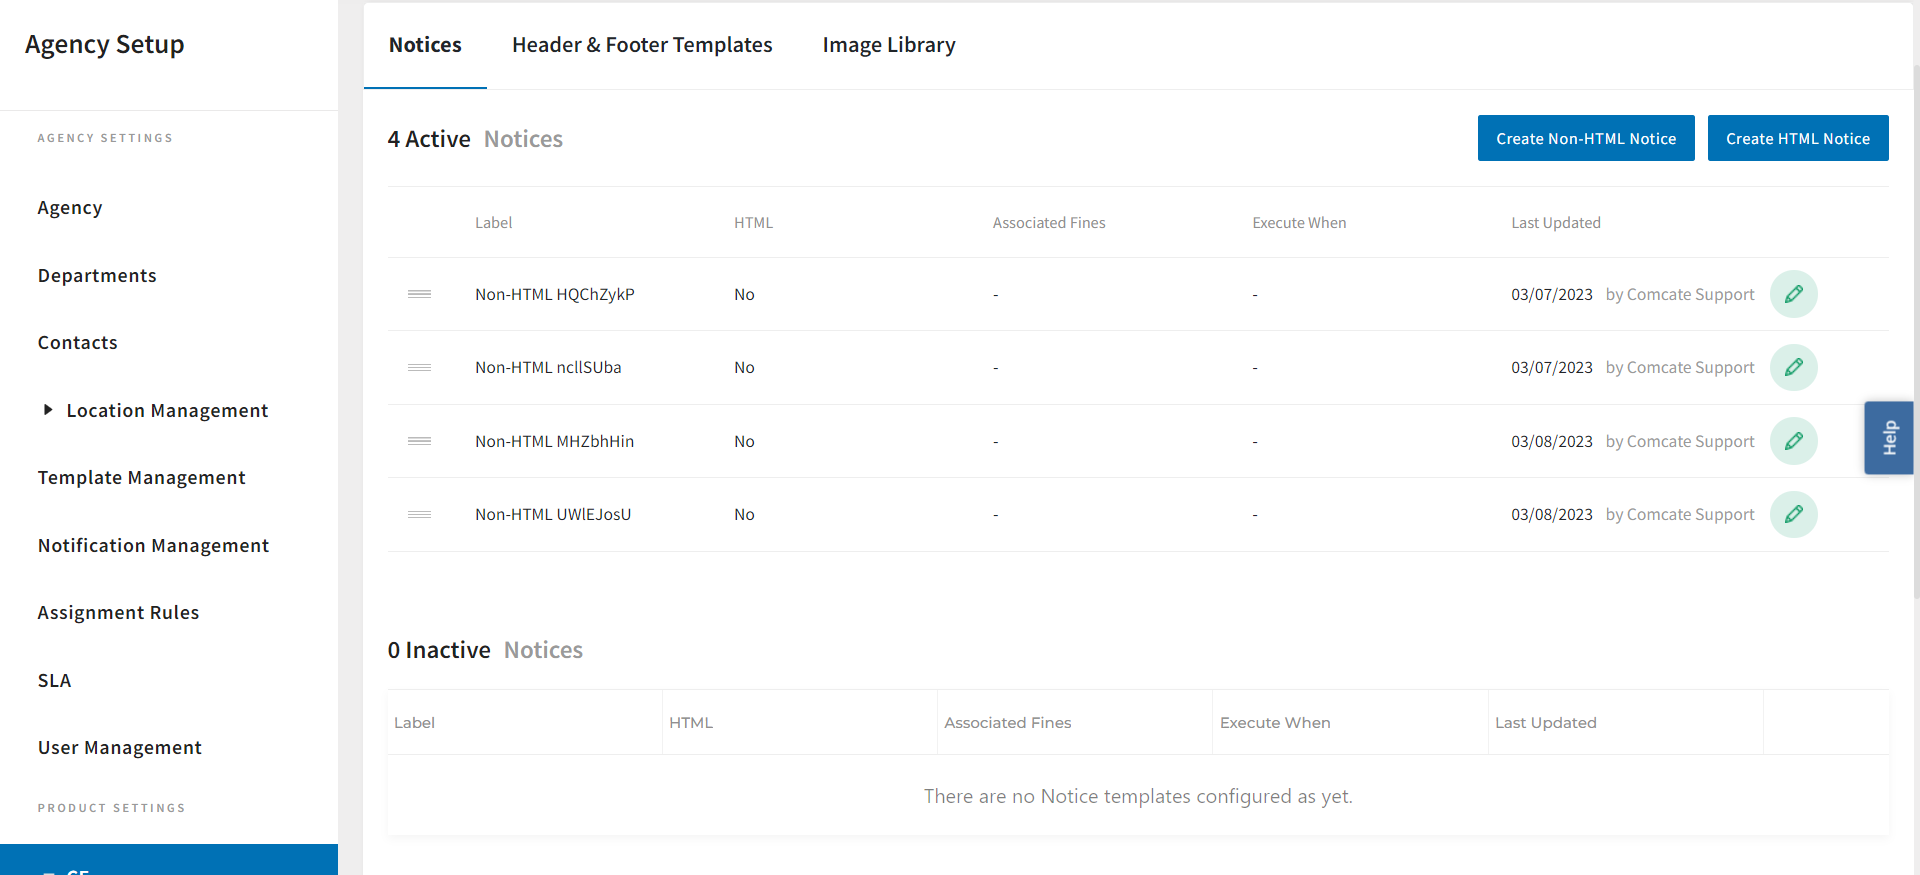 Agency Setup
AGENCY SETTINGS
Agency
Departments
Contacts
Location Management
Template Management
Notification Management
Assignment Rules
SLA
User Management
PRODUCT SETTINGS
CE
Notices Header & Footer Templates Image Library
4 Active Notices Create Non-HTML Notice Create HTML Notice
Label HTML Associated Fines Execute When Last Updated
Non-HTML HQChZykP No - - 03/07/2023 by Comcate Support
Non-HTML ncllSUba No - - 03/07/2023 by Comcate Support
Non-HTML MHZbhHin No - - 03/08/2023 by Comcate Support
Non-HTML UWlEJosU No - - 03/08/2023 by Comcate Support
Help
0 Inactive Notices
Label HTML Associated Fines Execute When Last Updated
There are no Notice templates configured as yet.